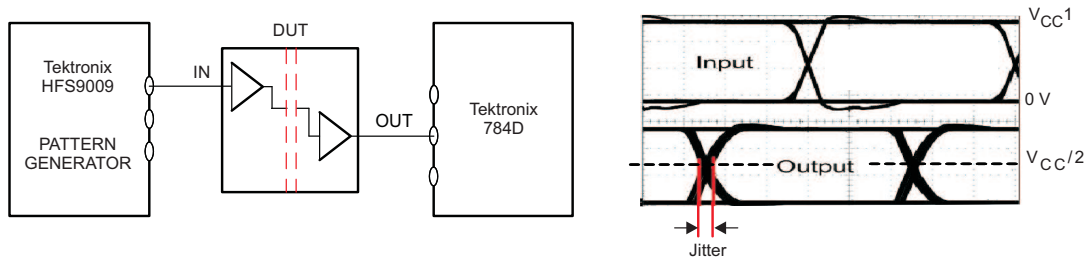 Tektronix
HFS9009
PATTERN
GENERATOR
IN
DUT
OUT
Tektronix
784D
Input
VCC1
0 V
Output
VCC/2
Jitter